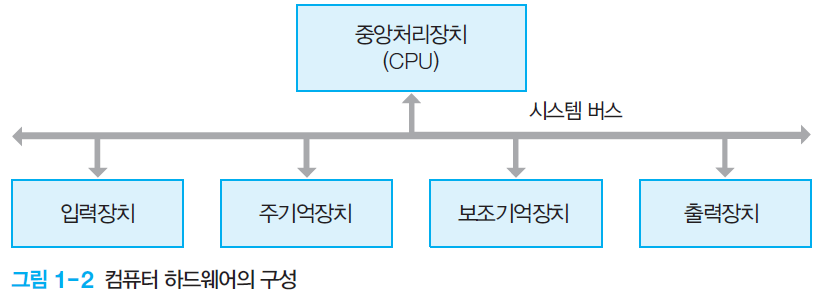 중앙처리장치
(CPU)
시스템 버스
입력장치
주기억장치
보조기억장치
출력장치
그림 1-2 컴퓨터 하드웨어의 구성